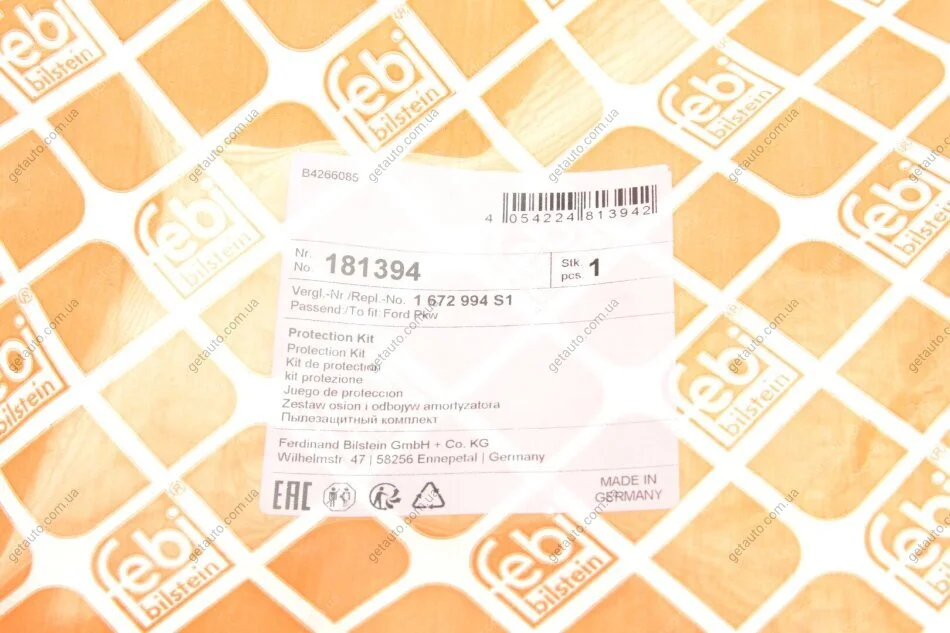 febi
bilstein
B4266085
4 054224 813942
Nr.
No. 181394
Stk.
pcs. 1
Vergl.-Nr./Repl.-No. 1 672 994 S1
Passend:/To fit: Ford Pkw
Protection Kit
Protection Kit
Kit de protection
kit protezione
Juego de proteccion
Zestaw osion i odbojyw amortyzatora
Пылезащитный комплект
Ferdinand Bilstein GmbH + Co. KG
Wilhelmstr. 47 | 58256 Ennepetal | Germany
EAC
MADE IN
GERMANY
getauto.com.ua